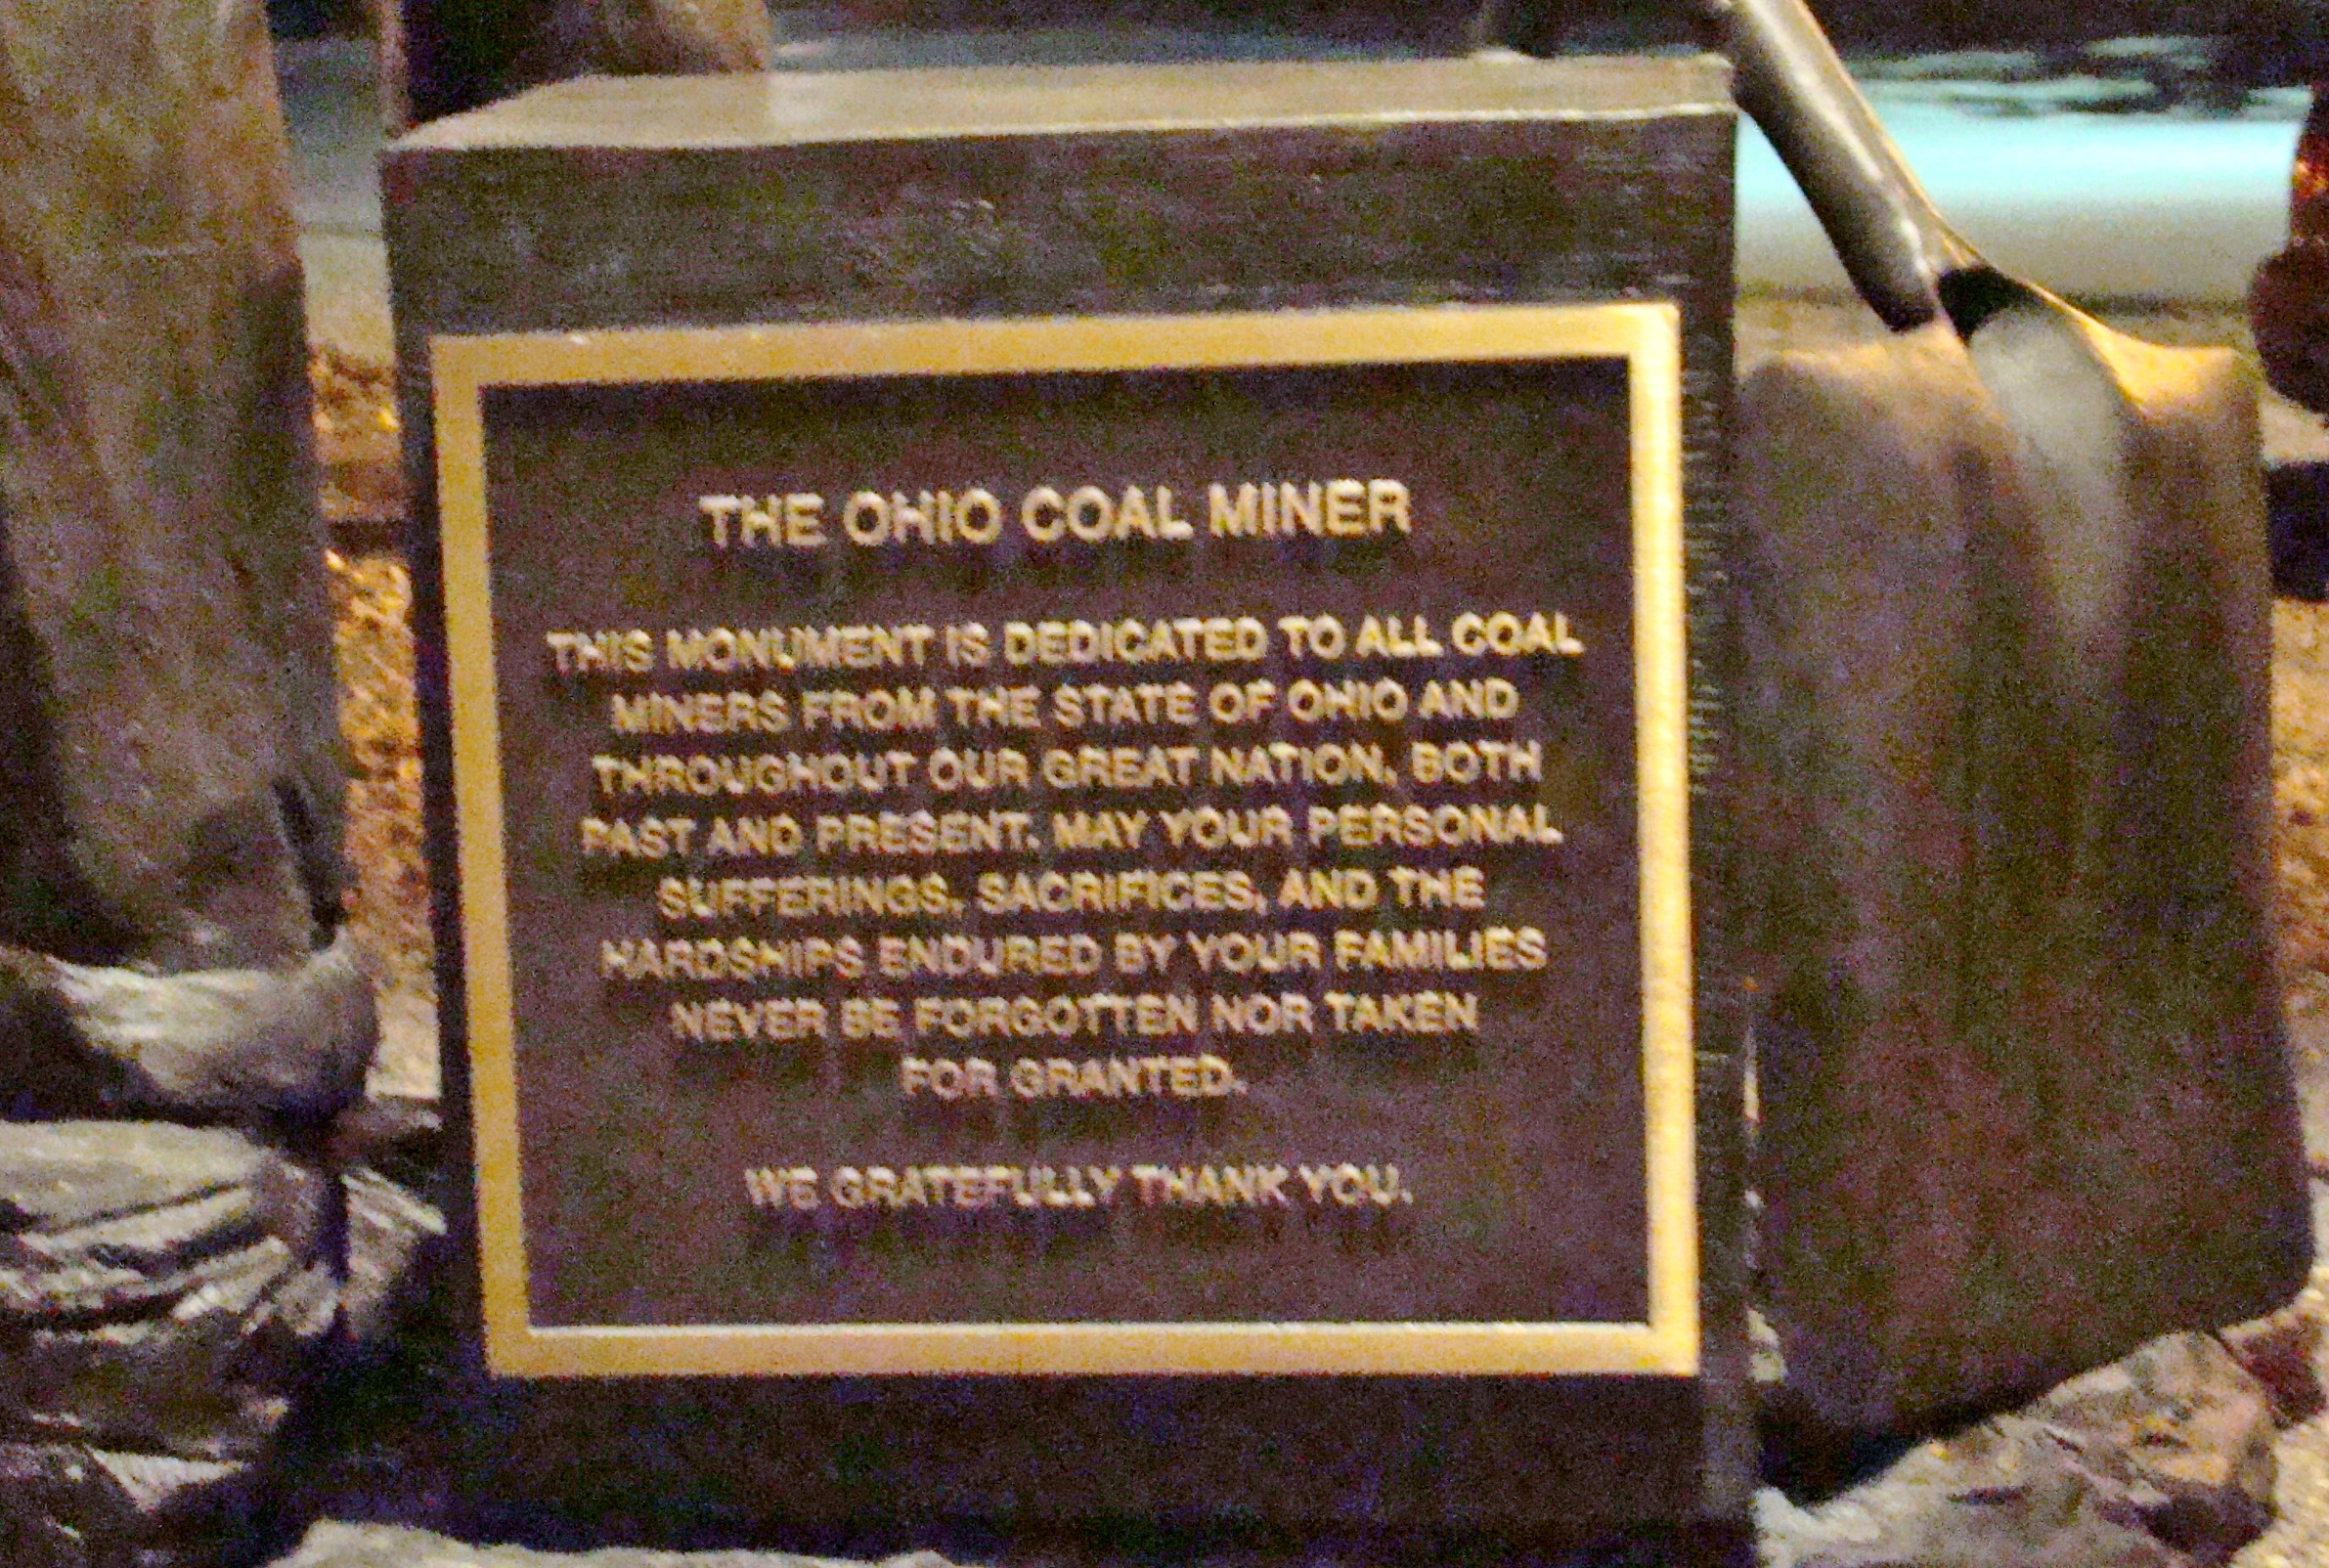 THE OHIO COAL MINER
THIS MONUMENT IS DEDICATED TO ALL COAL
MINERS FROM THE STATE OF OHIO AND
THROUGHOUT OUR GREAT NATION, BOTH
PAST AND PRESENT. MAY YOUR PERSONAL
SUFFERINGS, SACRIFICES, AND THE
HARDSHIPS ENDURED BY YOUR FAMILIES
NEVER BE FORGOTTEN NOR TAKEN
FOR GRANTED.
WE GRATEFULLY THANK YOU.